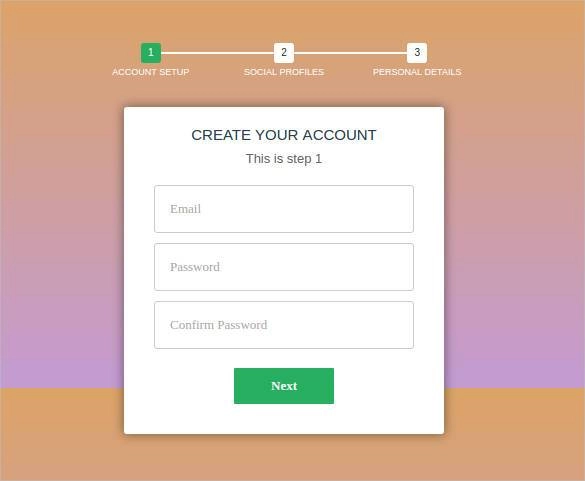 1 2 3
ACCOUNT SETUP SOCIAL PROFILES PERSONAL DETAILS
CREATE YOUR ACCOUNT
This is step 1
Email
Password
Confirm Password
Next